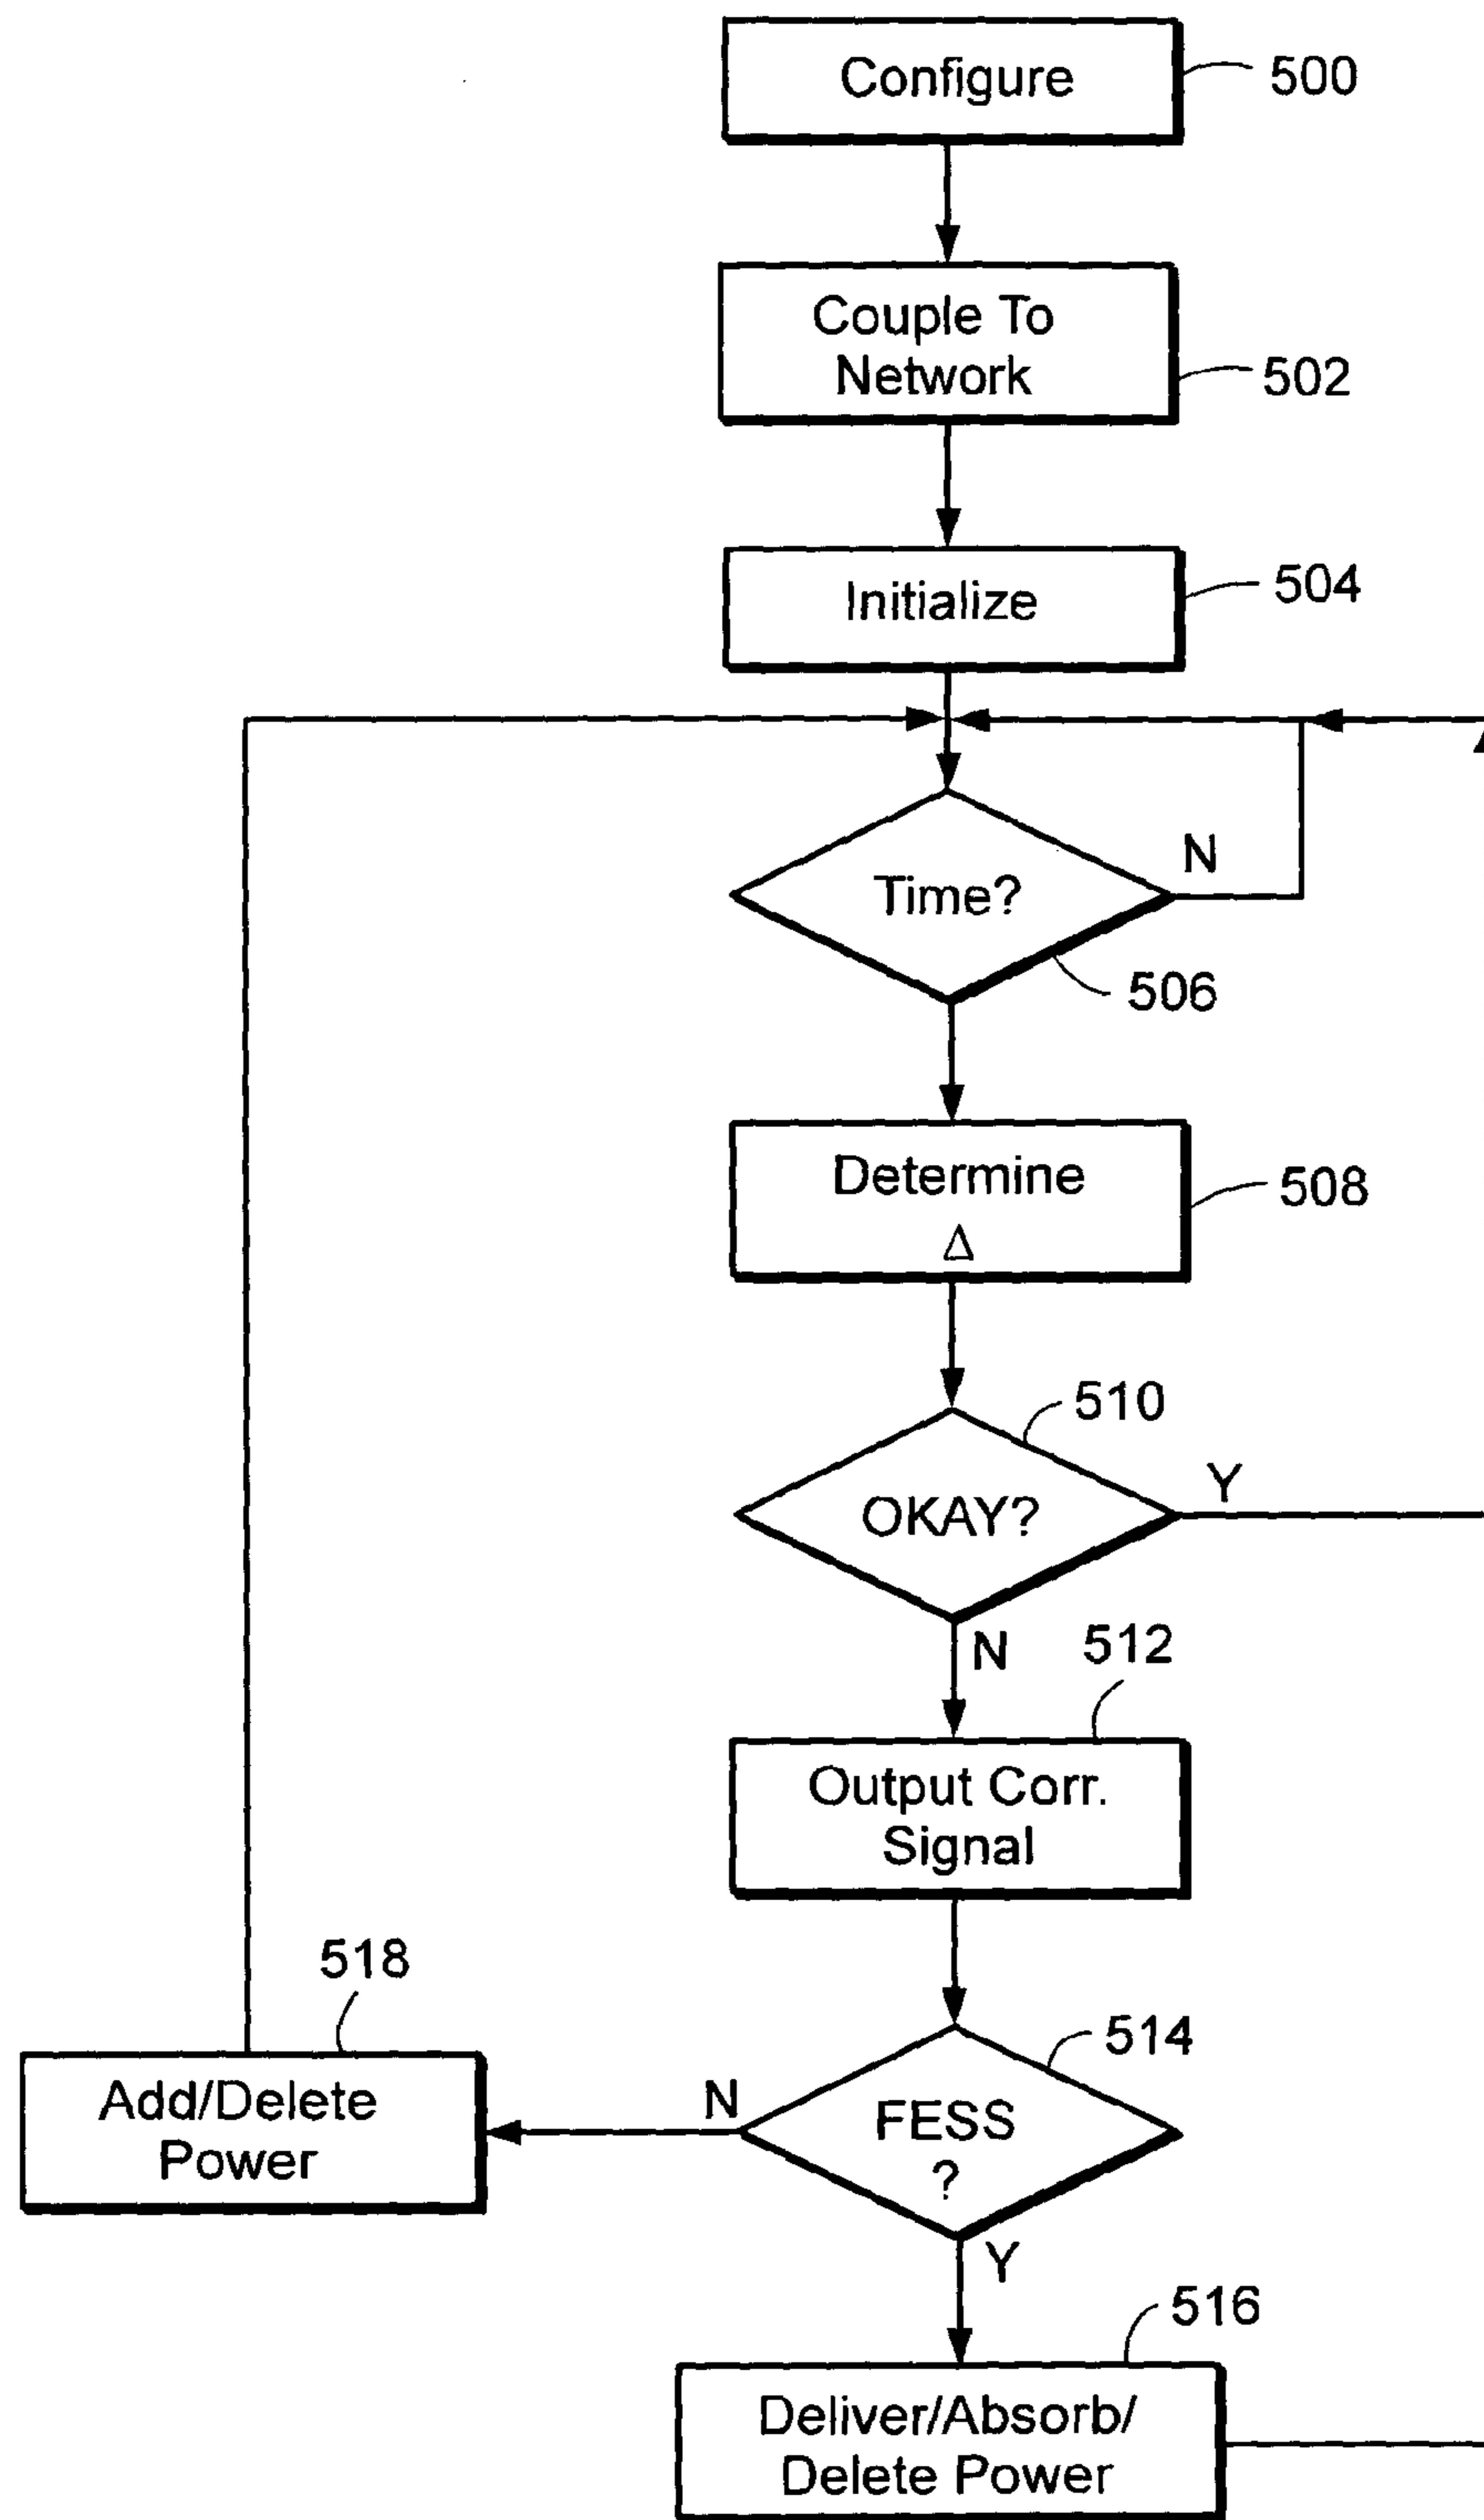 Configure
500
Couple To
Network
502
Initialize
504
Time?
N
506
Determine
Δ
508
510
OKAY?
Y
N
512
Output Corr.
Signal
518
Add/Delete
Power
514
N
FESS
?
Y
516
Deliver/Absorb/
Delete Power